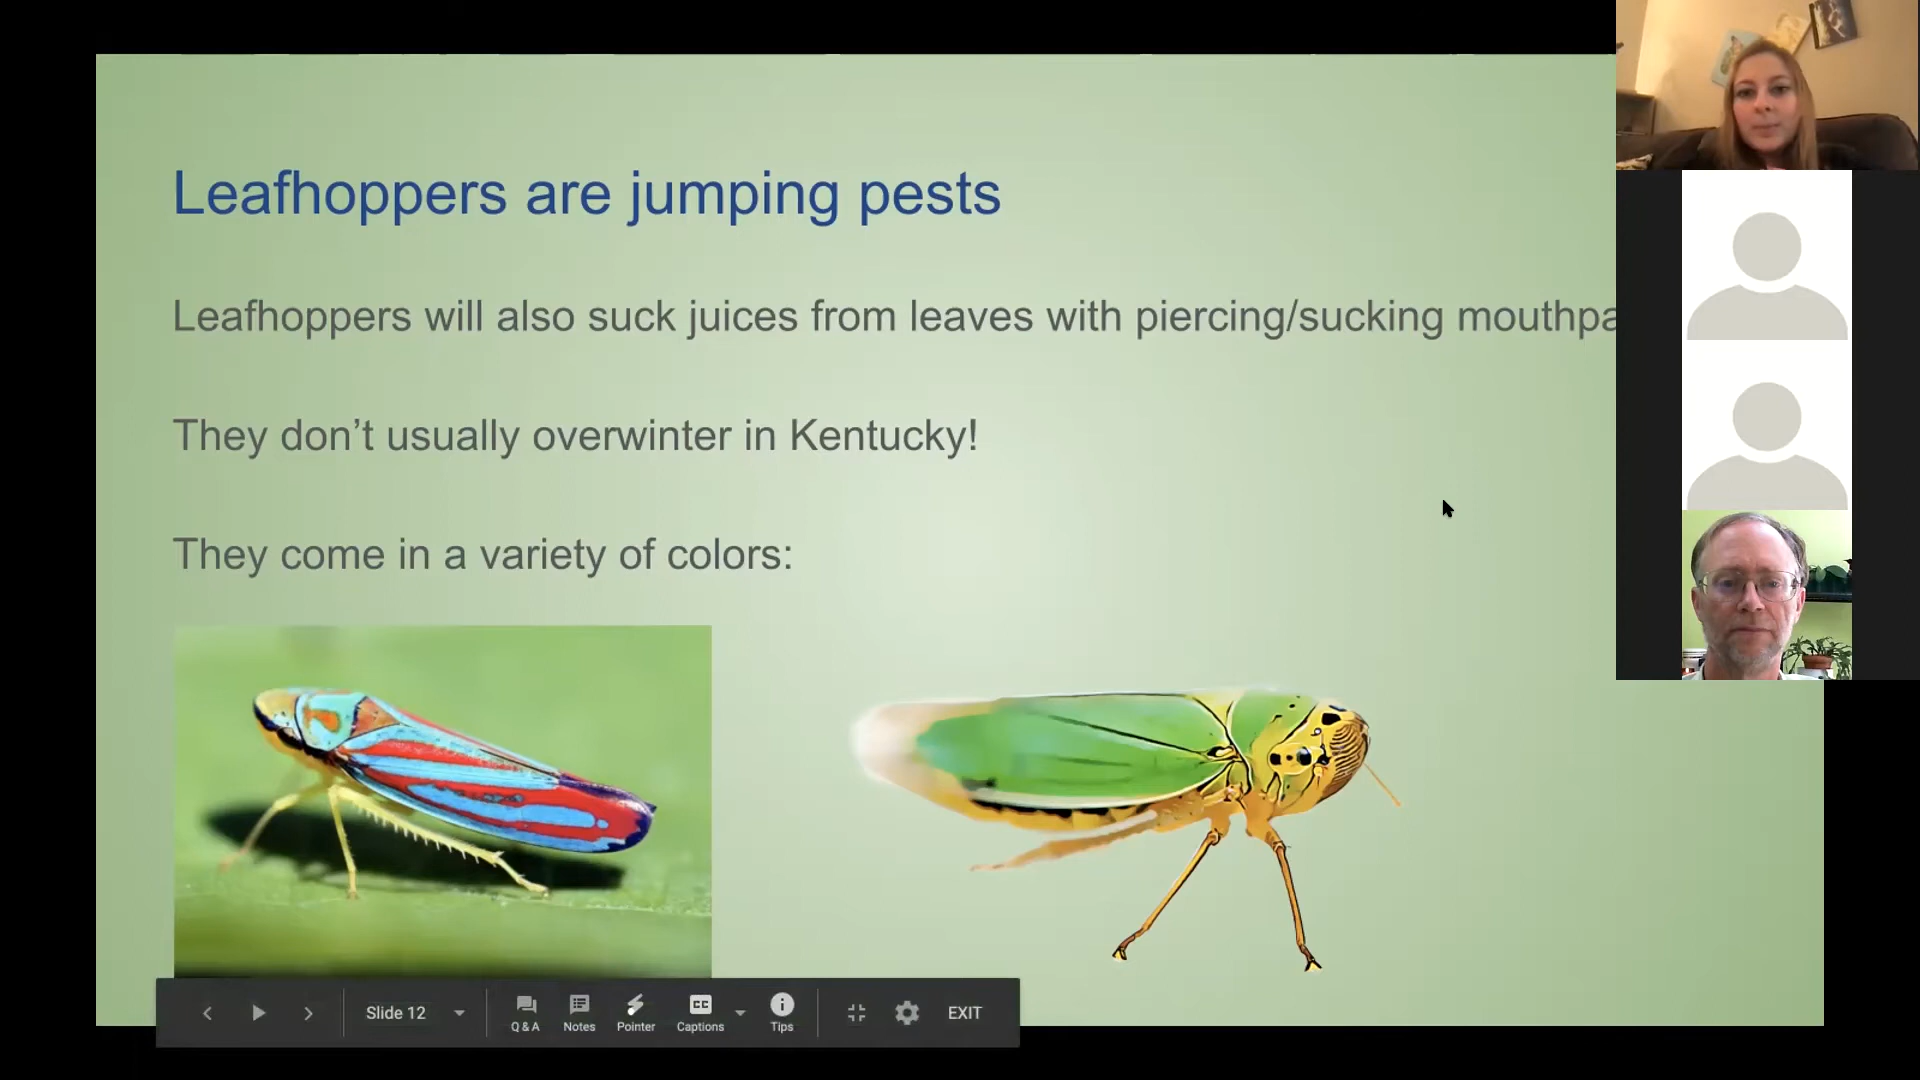 Leafhoppers are jumping pests
Leafhoppers will also suck juices from leaves with piercing/sucking mouthpa
They don’t usually overwinter in Kentucky!
They come in a variety of colors:
Slide 12
Q & A
Notes
Pointer
CC
Captions
Tips
EXIT